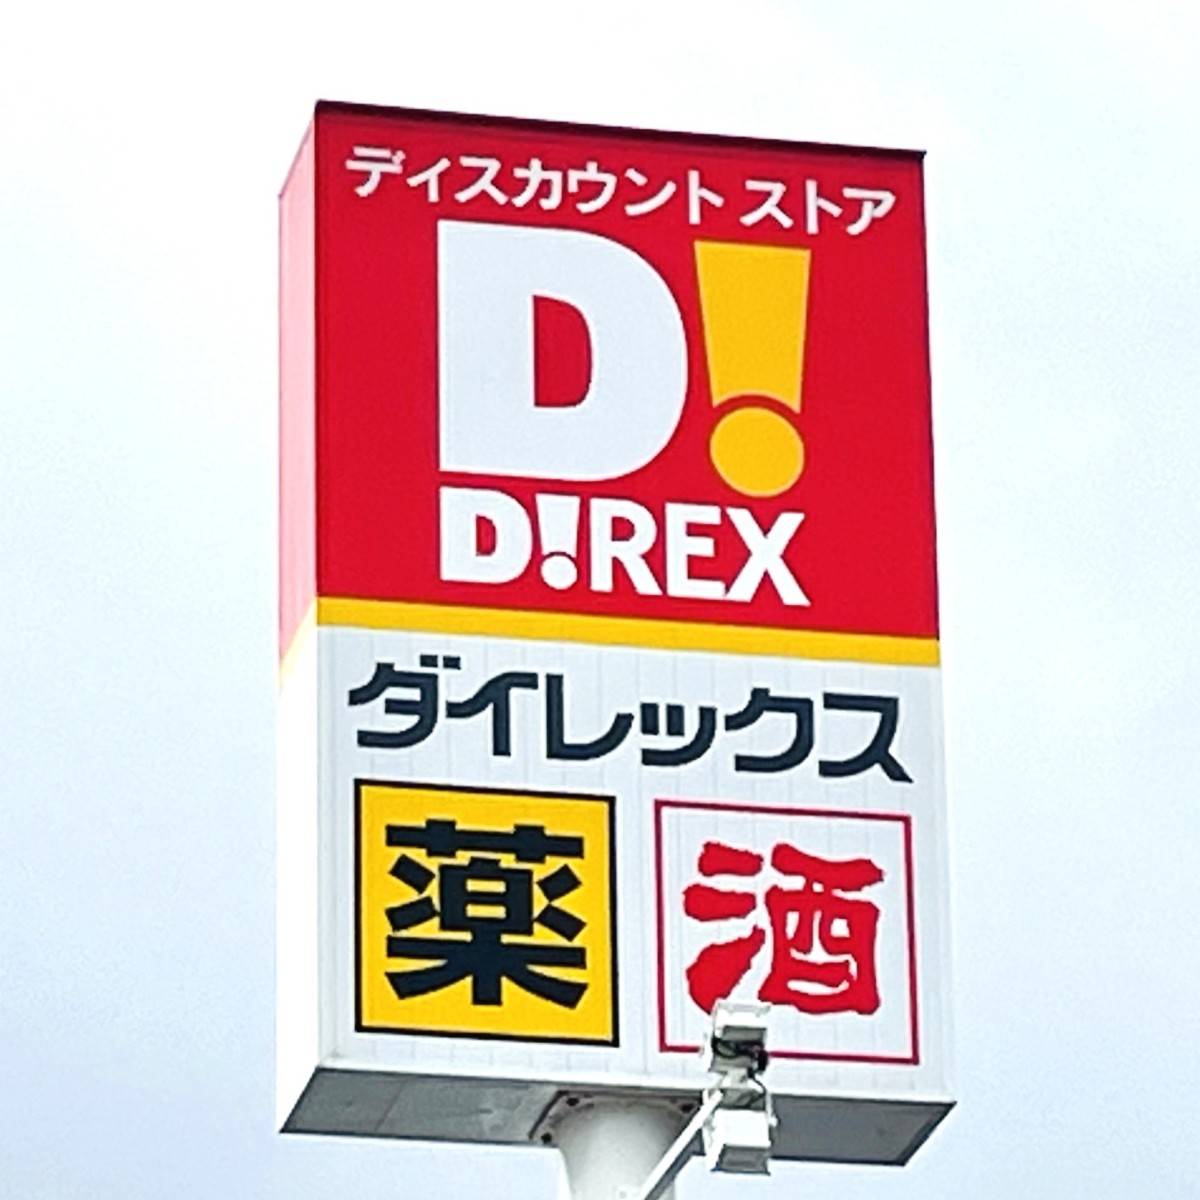 ディスカウント ストア
D!
D!REX
ダイレックス
薬 酒